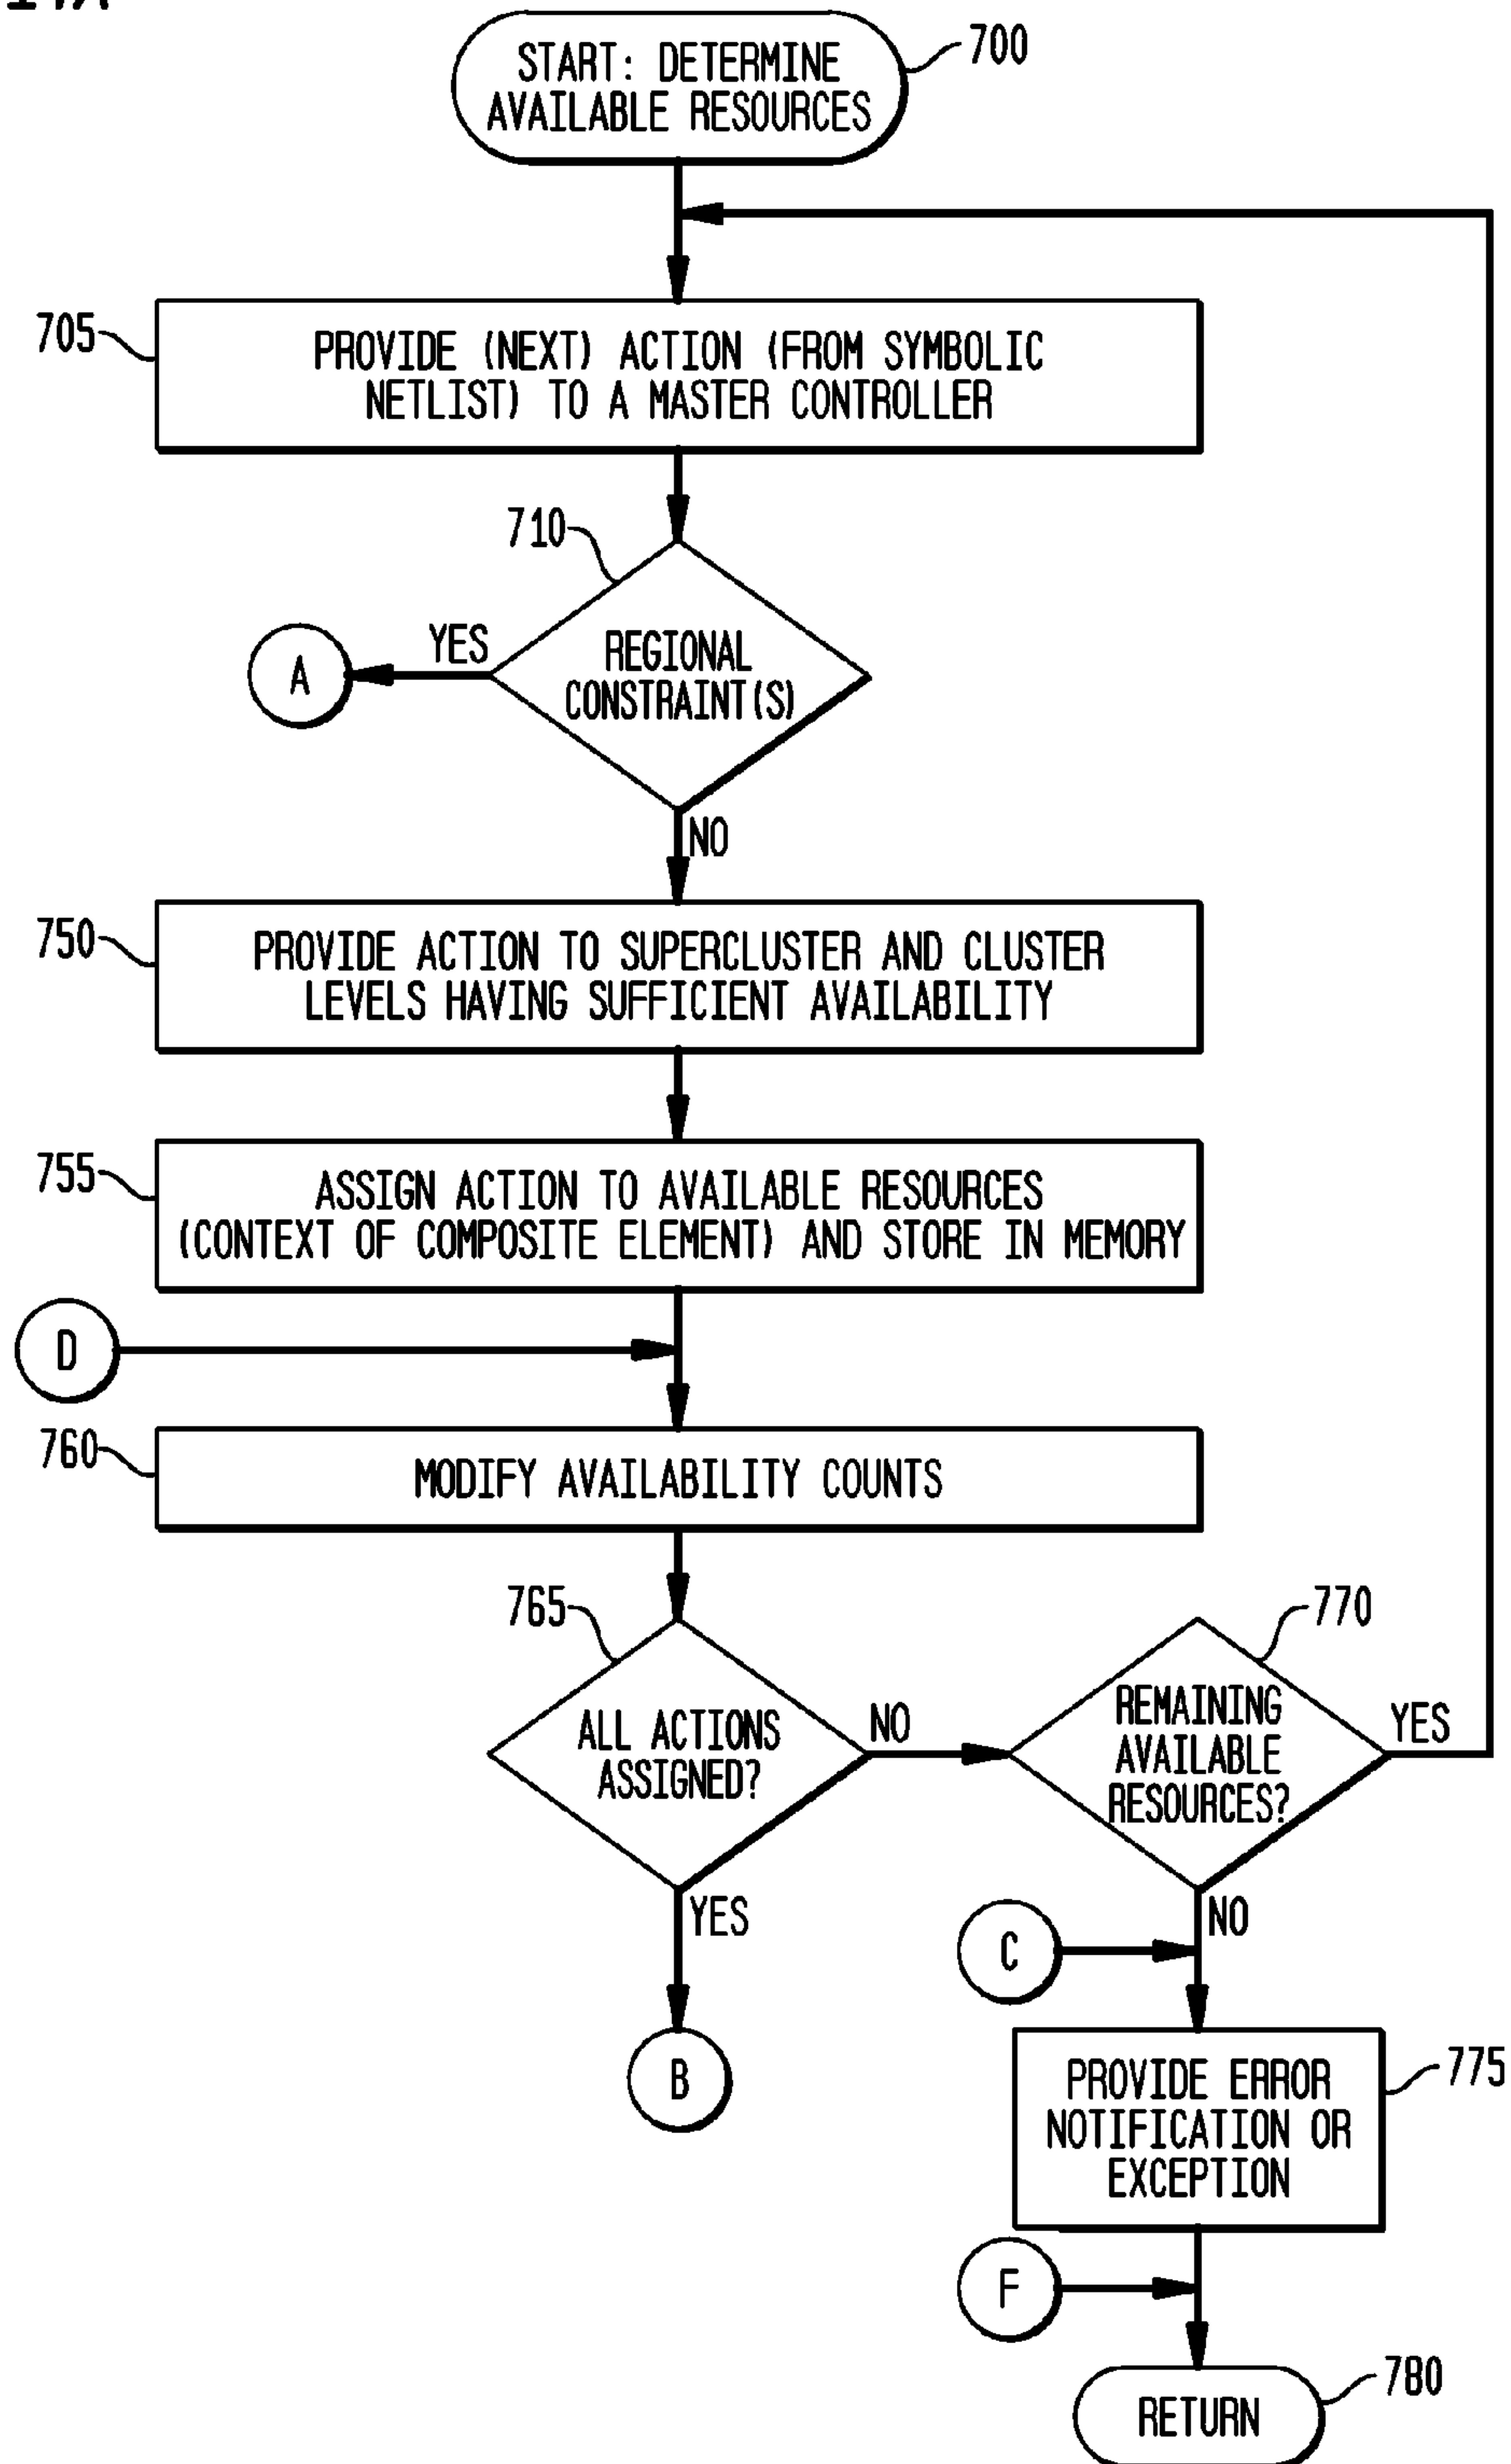 START: DETERMINE
AVAILABLE RESOURCES
700
705
PROVIDE (NEXT) ACTION (FROM SYMBOLIC
NETLIST) TO A MASTER CONTROLLER
710
REGIONAL
CONSTRAINT(S)
YES
A
NO
750
PROVIDE ACTION TO SUPERCLUSTER AND CLUSTER
LEVELS HAVING SUFFICIENT AVAILABILITY
755
ASSIGN ACTION TO AVAILABLE RESOURCES
(CONTEXT OF COMPOSITE ELEMENT) AND STORE IN MEMORY
D
760
MODIFY AVAILABILITY COUNTS
765
ALL ACTIONS
ASSIGNED?
NO
770
REMAINING
AVAILABLE
RESOURCES?
YES
YES
NO
C
B
775
PROVIDE ERROR
NOTIFICATION OR
EXCEPTION
F
780
RETURN